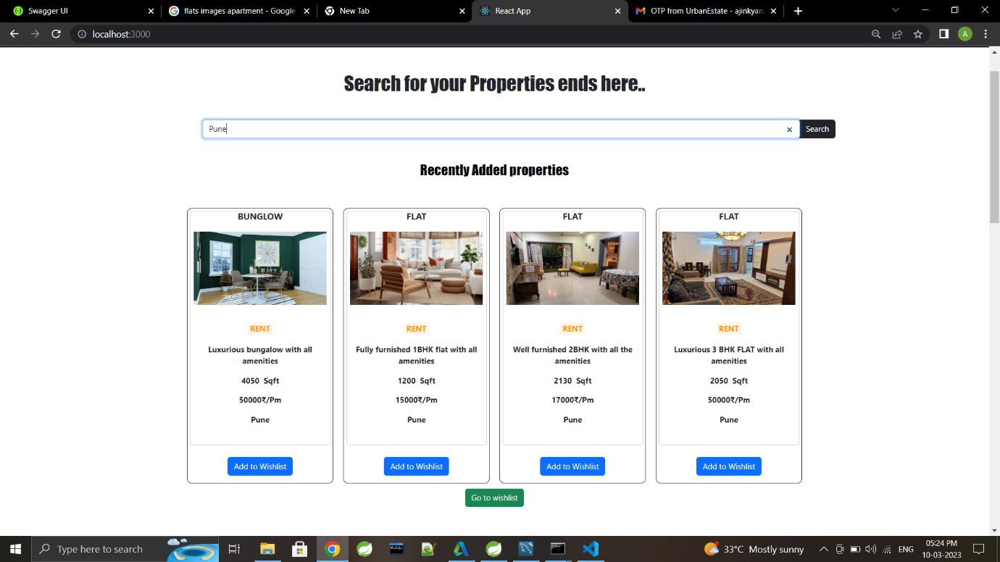 Swagger UI
flats images apartment - Google
New Tab
React App
OTP from UrbanEstate - ajinkyarc
localhost:3000
A
Search for your Properties ends here..
Pune
Search
Recently Added properties
BUNGLOW
RENT
Luxurious bungalow with all
amenities
4050 Sqft
50000₹/Pm
Pune
Add to Wishlist
FLAT
RENT
Fully furnished 1BHK flat with all
amenities
1200 Sqft
15000₹/Pm
Pune
Add to Wishlist
FLAT
RENT
Well furnished 2BHK with all the
amenities
2130 Sqft
17000₹/Pm
Pune
Add to Wishlist
FLAT
RENT
Luxurious 3 BHK FLAT with all
amenities
2050 Sqft
50000₹/Pm
Pune
Add to Wishlist
Go to wishlist
Type here to search
MySQL
33°C Mostly sunny
ENG
05:24 PM
10-03-2023